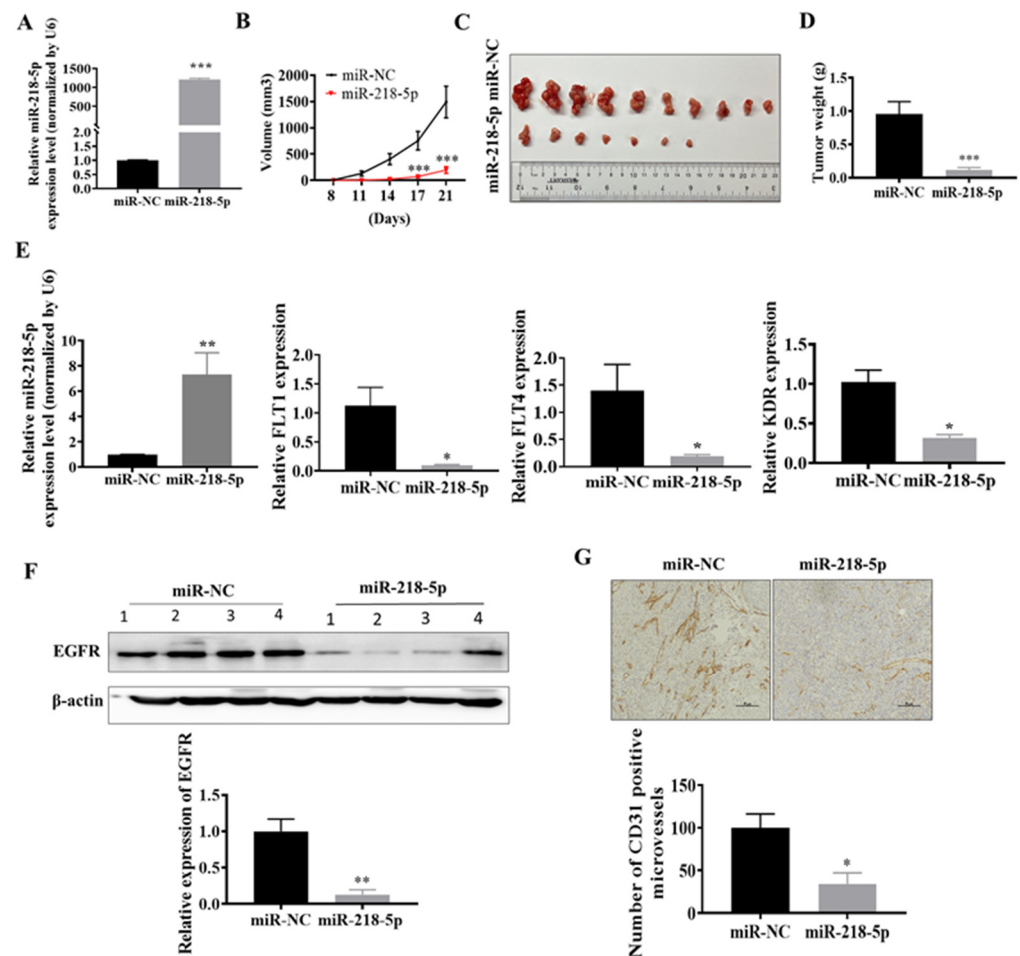 A
Relative miR-218-5p
expression level (normalized by U6)
1500
1000
500
2.0
1.5
1.0
0.5
0.0
***
miR-NC miR-218-5p
B
Volume (mm3)
2000
1500
1000
500
0
miR-NC
miR-218-5p
*** ***
8 11 14 17 21
(Days)
C
miR-218-5p miR-NC
D
Tumor weight (g)
1.5
1.0
0.5
0.0
***
miR-NC miR-218-5p
E
Relative miR-218-5p
expression level (normalized by U6)
10
8
6
4
2
0
**
miR-NC miR-218-5p
Relative FLT1 expression
2.0
1.5
1.0
0.5
0.0
*
miR-NC miR-218-5p
Relative FLT4 expression
2.0
1.5
1.0
0.5
0.0
*
miR-NC miR-218-5p
Relative KDR expression
1.5
1.0
0.5
0.0
*
miR-NC miR-218-5p
F
miR-NC miR-218-5p
1 2 3 4 1 2 3 4
EGFR
β-actin
Relative expression of EGFR
1.5
1.0
0.5
0.0
**
miR-NC miR-218-5p
G
miR-NC miR-218-5p
Number of CD31 positive
microvessels
150
100
50
0
*
miR-NC miR-218-5p